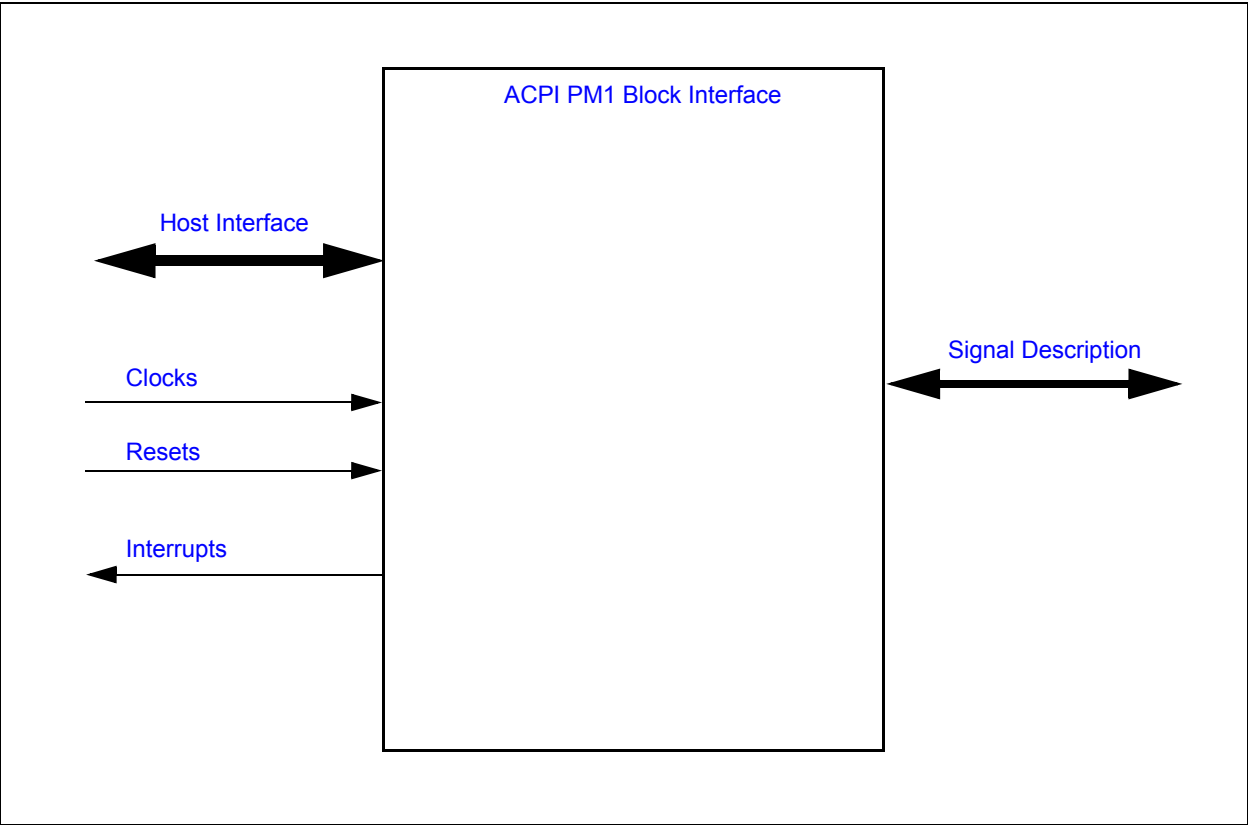 ACPI PM1 Block Interface
Host Interface
Signal Description
Clocks
Resets
Interrupts